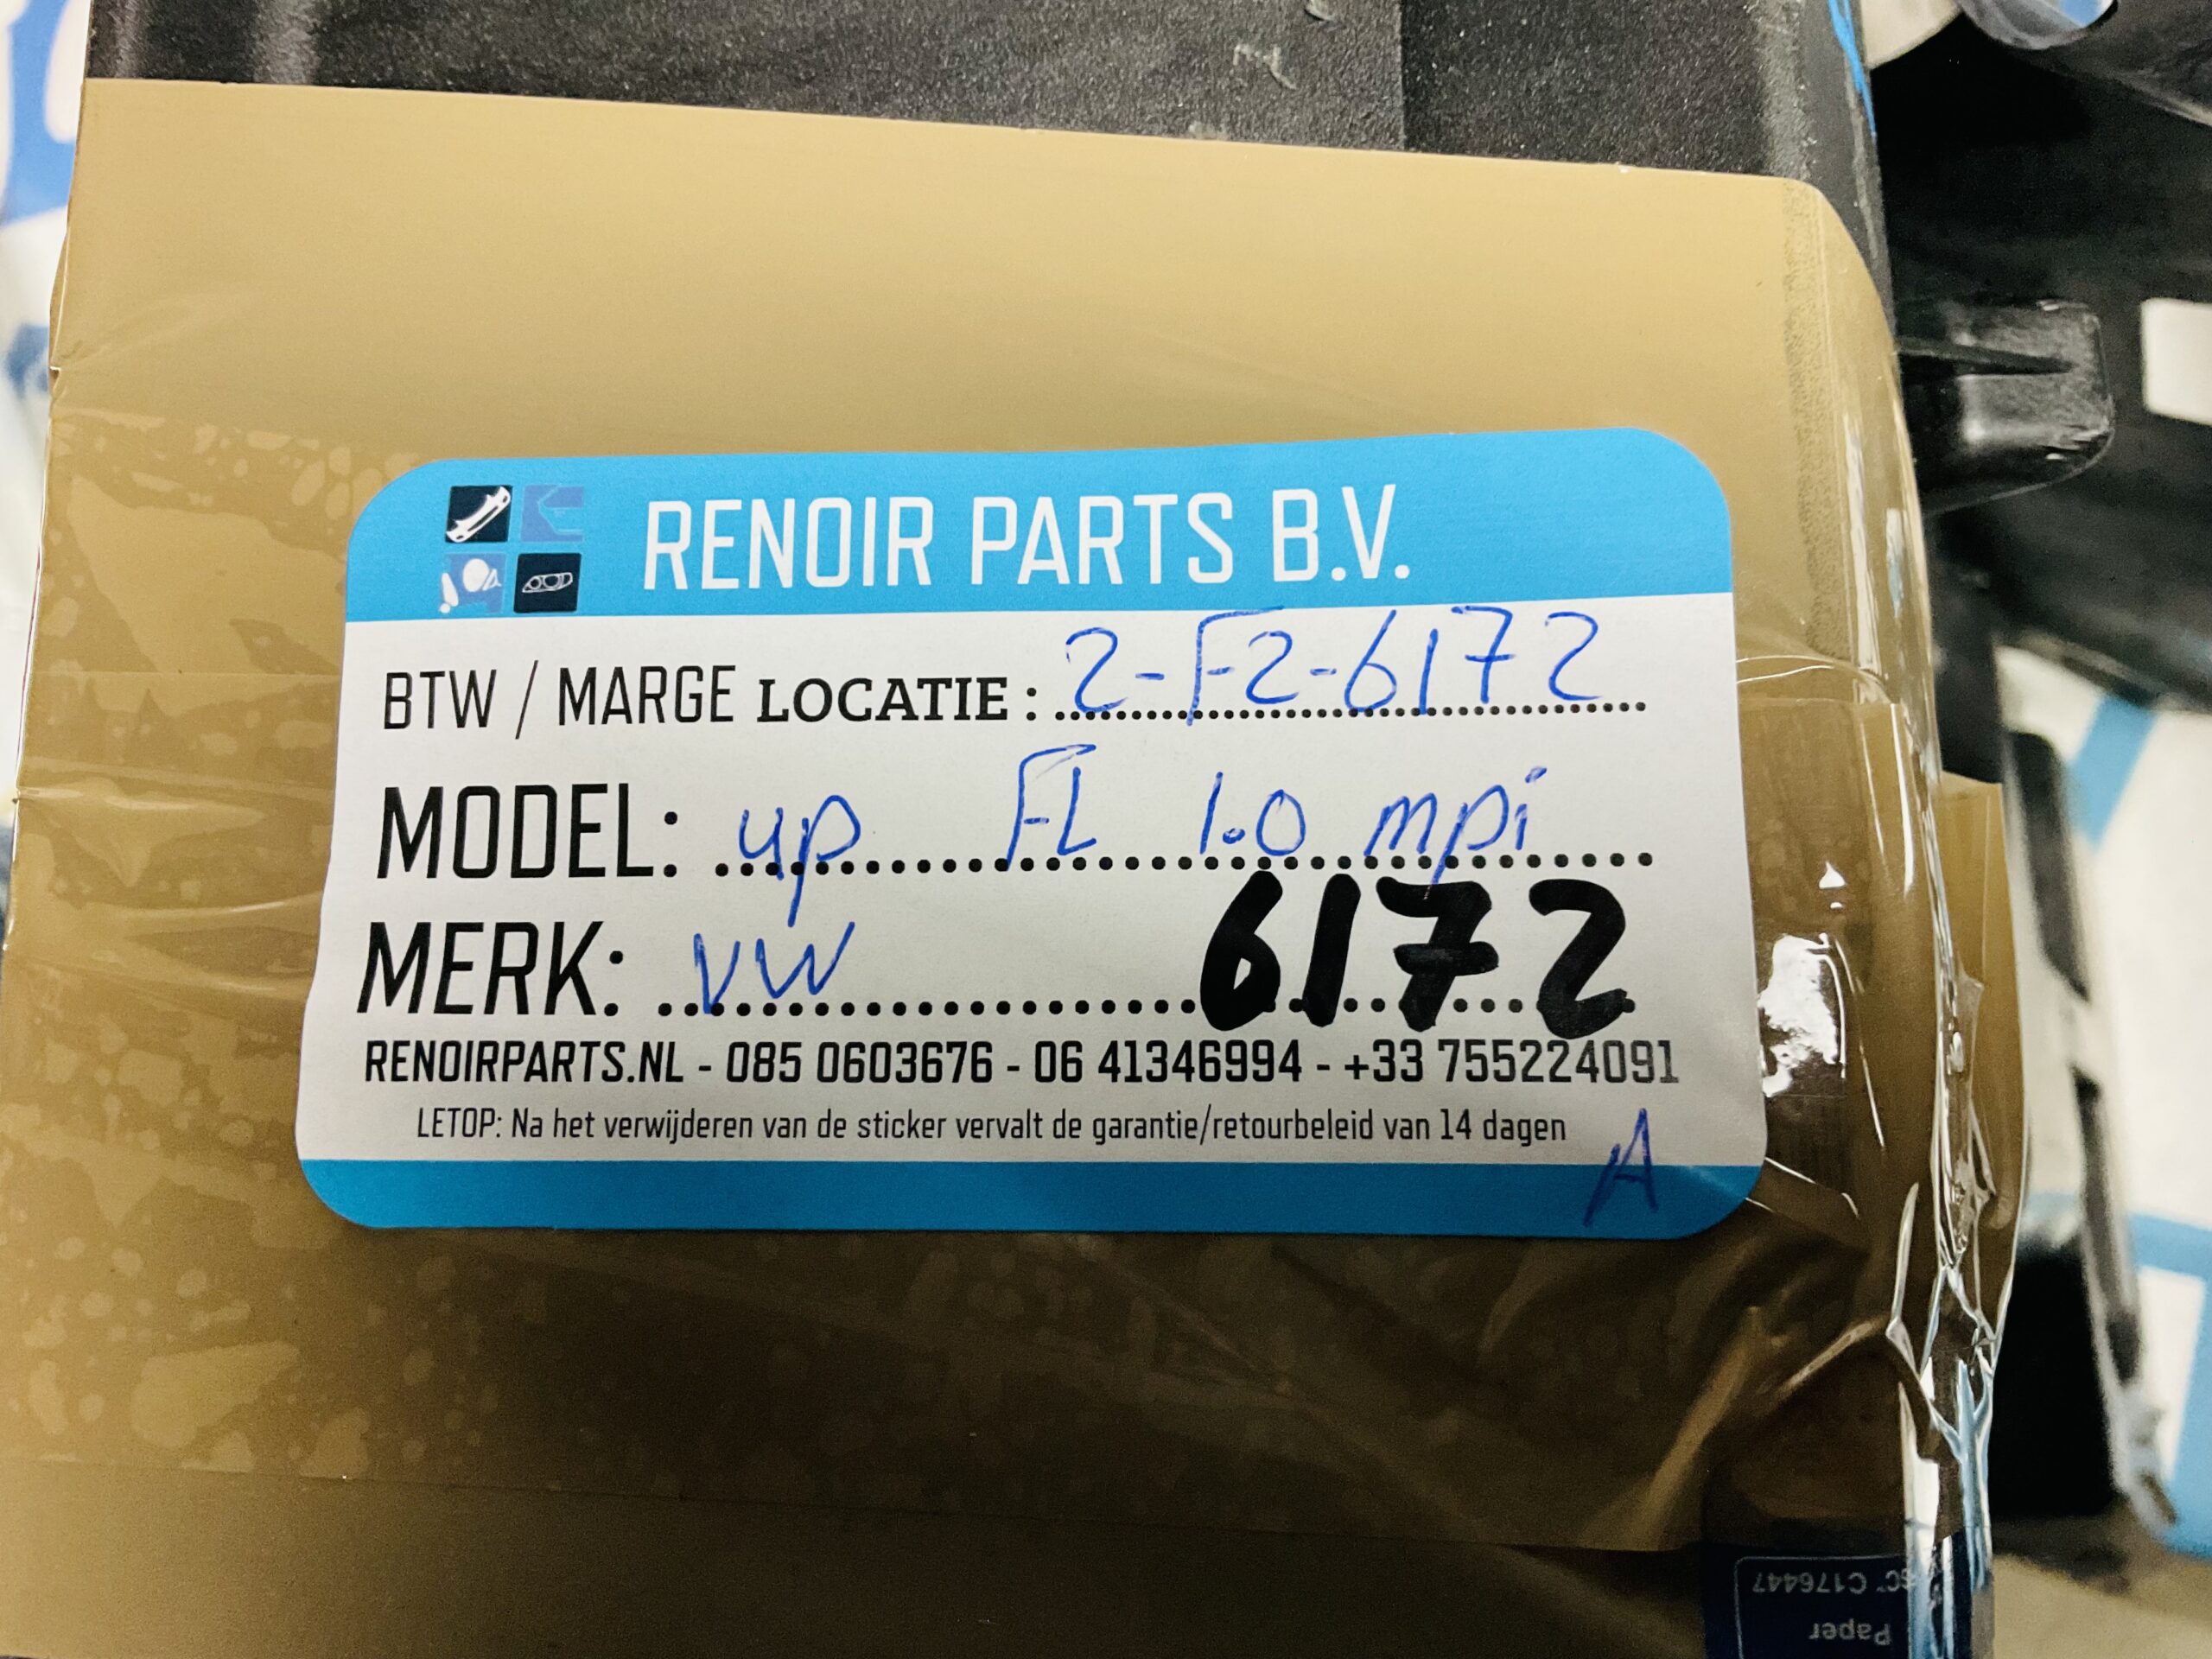 RENOIR PARTS B.V.
BTW / MARGE LOCATIE : 2-F2-6172
MODEL: up FL 1.0 mpi
MERK: VW 6172
RENOIRPARTS.NL - 085 0603676 - 06 41346994 - +33 755224091
LETOP: Na het verwijderen van de sticker vervalt de garantie/retourbeleid van 14 dagen
A
Paper
C176447